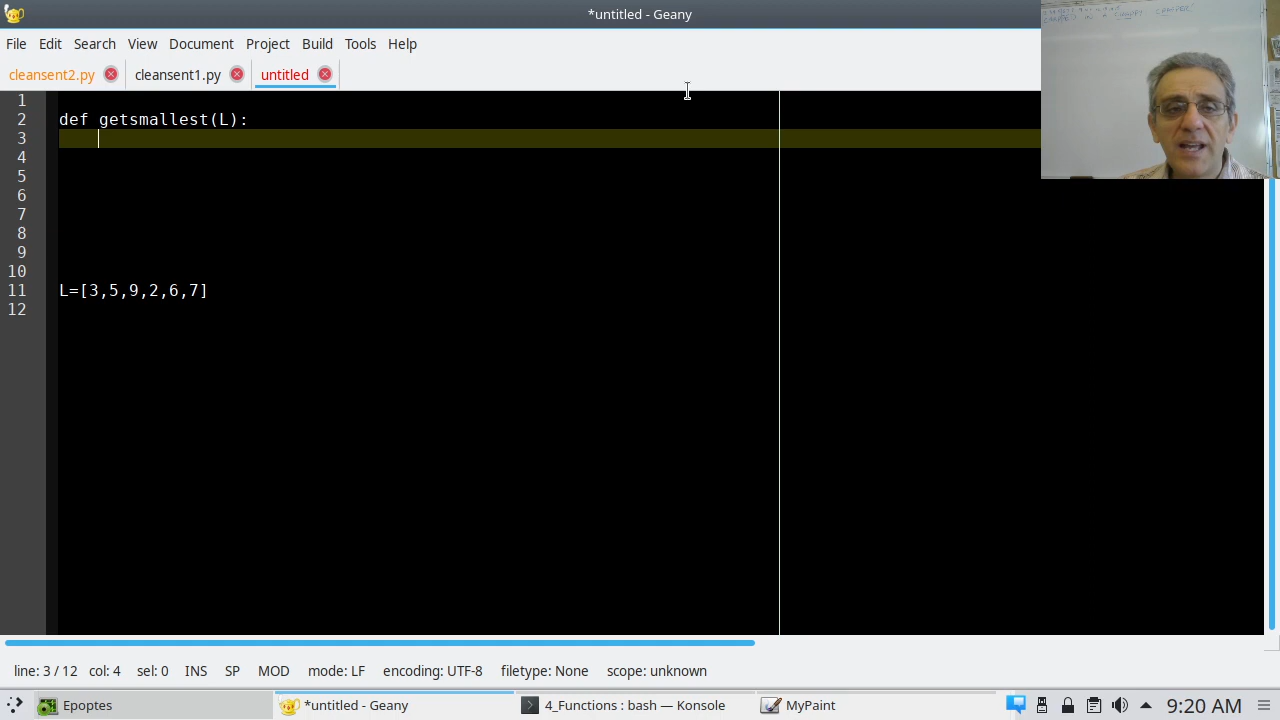 *untitled - Geany
File Edit Search View Document Project Build Tools Help
cleansent2.py cleansent1.py untitled
1
2 def getsmallest(L):
3
4
5
6
7
8
9
10
11 L=[3,5,9,2,6,7]
12
line: 3 / 12 col: 4 sel: 0 INS SP MOD mode: LF encoding: UTF-8 filetype: None scope: unknown
Epoptes *untitled - Geany 4_Functions : bash — Konsole MyPaint 9:20 AM